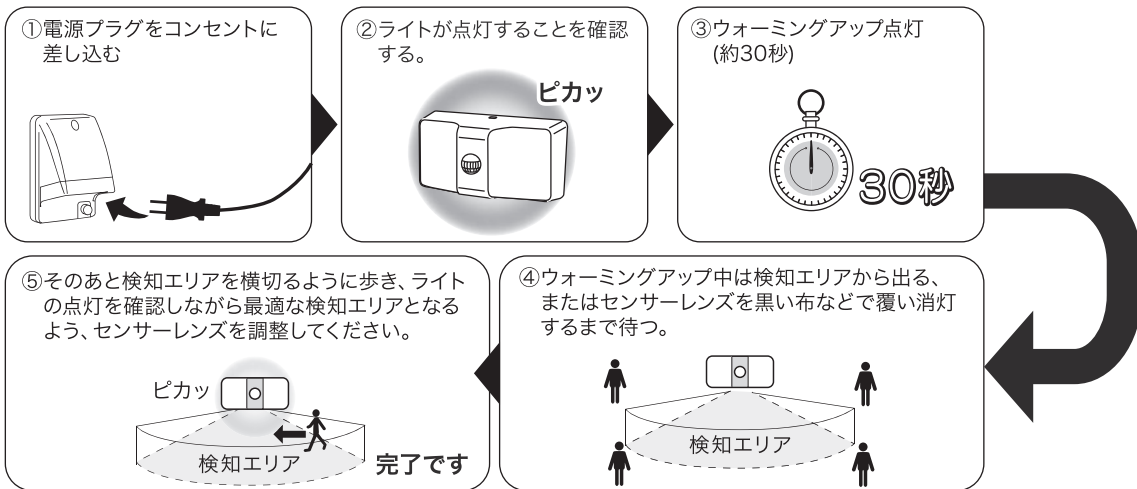 ①電源プラグをコンセントに
差し込む
②ライトが点灯することを確認
する。
ピカッ
③ウォーミングアップ点灯
(約30秒)
30秒
④ウォーミングアップ中は検知エリアから出る、
またはセンサーレンズを黒い布などで覆い消灯
するまで待つ。
検知エリア
⑤そのあと検知エリアを横切るように歩き、ライト
の点灯を確認しながら最適な検知エリアとなる
よう、センサーレンズを調整してください。
ピカッ
検知エリア
完了です